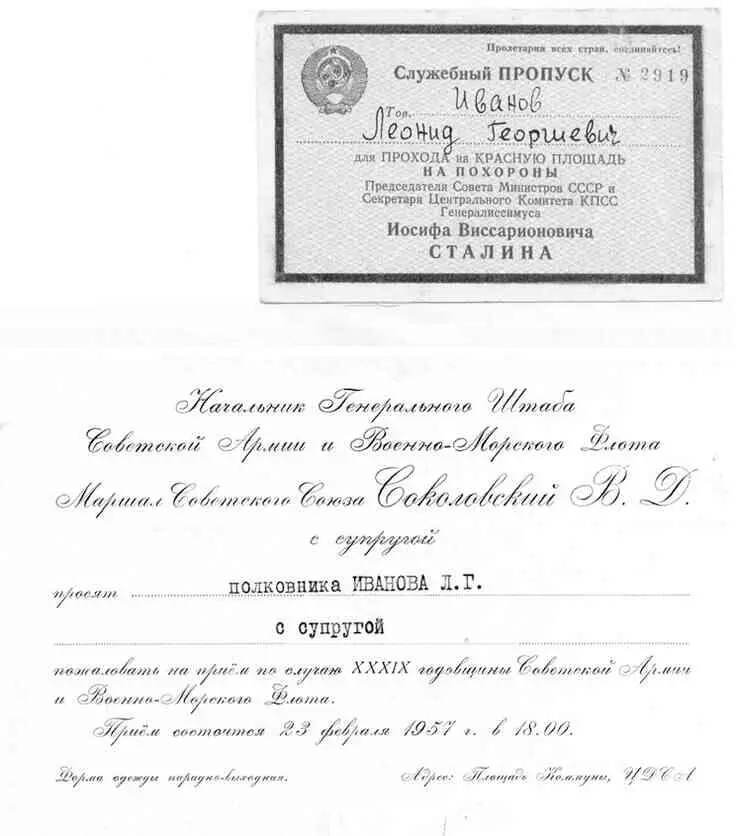 Пролетарии всех стран, соединяйтесь!
Служебный ПРОПУСК № 2919
Тов. Иванов
Леонид Георгиевич
для ПРОХОДА на КРАСНУЮ ПЛОЩАДЬ
НА ПОХОРОНЫ
Председателя Совета Министров СССР и
Секретаря Центрального Комитета КПСС
Генералиссимуса
Иосифа Виссарионовича
СТАЛИНА
Начальник Генерального Штаба
Советской Армии и Военно-Морского Флота
Маршал Советского Союза Соколовский В. Д.
с супругой
просят полковника ИВАНОВА Л.Г.
с супругой
пожаловать на приём по случаю XXXIX годовщины Советской Армии
и Военно-Морского Флота.
Приём состоится 23 февраля 1957 г. в 18.00.
Форма одежды парадно-выходная. Адрес: Площадь Коммуны, ЦДСА